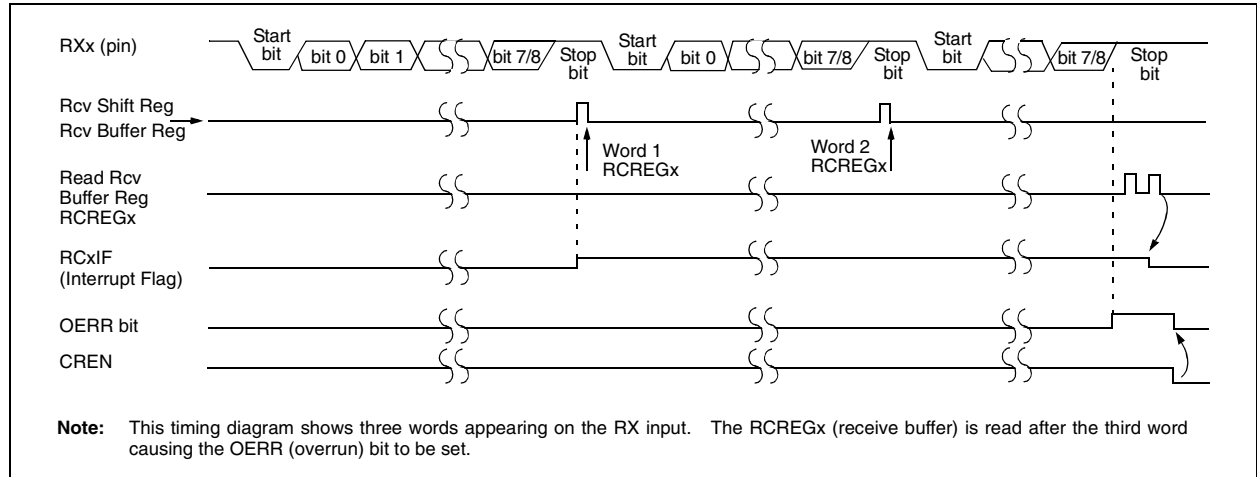 RXx (pin)
Start bit
bit 0
bit 1
bit 7/8
Stop bit
Start bit
bit 0
bit 7/8
Stop bit
Start bit
bit 7/8
Stop bit
Rcv Shift Reg
Rcv Buffer Reg
Word 1
RCREGx
Word 2
RCREGx
Read Rcv
Buffer Reg
RCREGx
RCxIF
(Interrupt Flag)
OERR bit
CREN
Note: This timing diagram shows three words appearing on the RX input. The RCREGx (receive buffer) is read after the third word
causing the OERR (overrun) bit to be set.